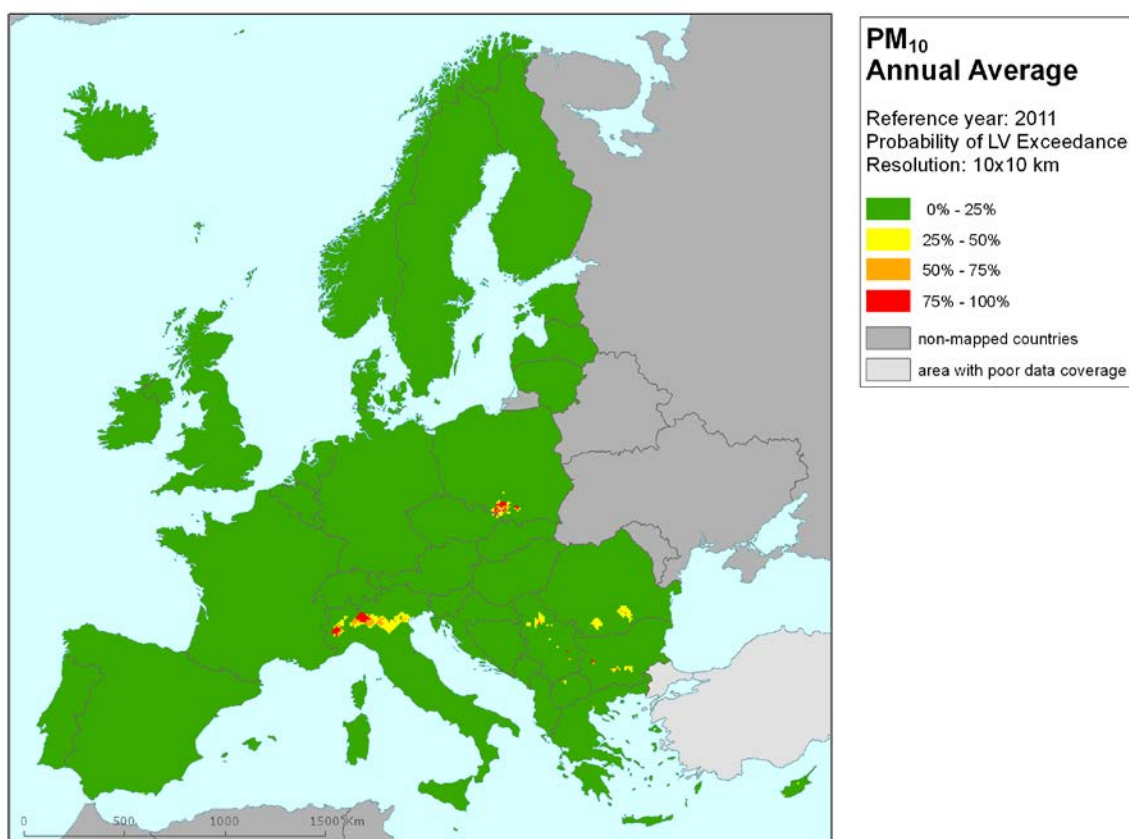 PM₁₀
Annual Average
Reference year: 2011
Probability of LV Exceedance
Resolution: 10x10 km
0% - 25%
25% - 50%
50% - 75%
75% - 100%
non-mapped countries
area with poor data coverage
0 500 1000 1500 Km